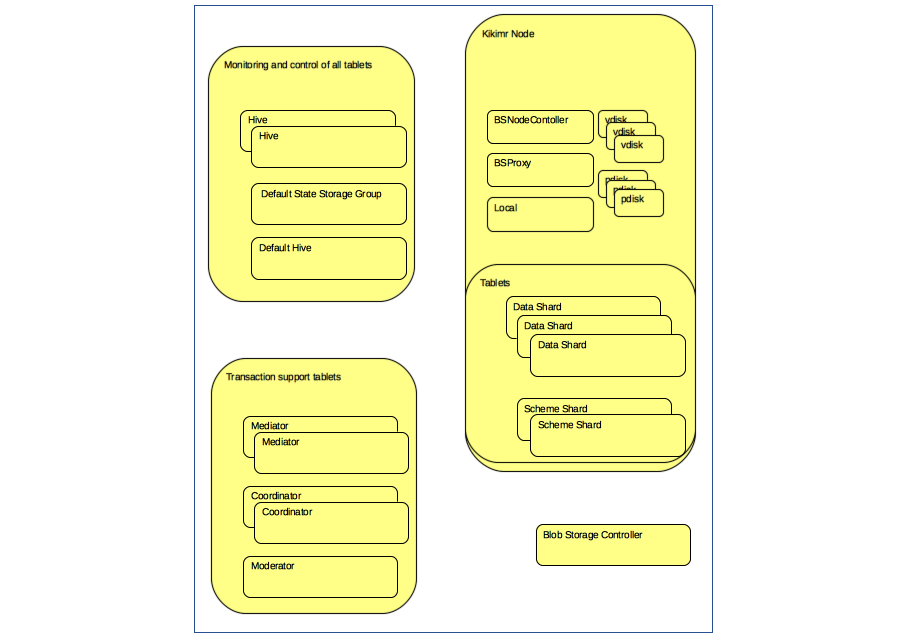 Monitoring and control of all tablets
Hive
Hive
Default State Storage Group
Default Hive
Transaction support tablets
Mediator
Mediator
Coordinator
Coordinator
Moderator
Kikimr Node
BSNodeContoller
BSProxy
Local
vdisk
vdisk
vdisk
pdisk
pdisk
pdisk
Tablets
Data Shard
Data Shard
Data Shard
Scheme Shard
Scheme Shard
Blob Storage Controller